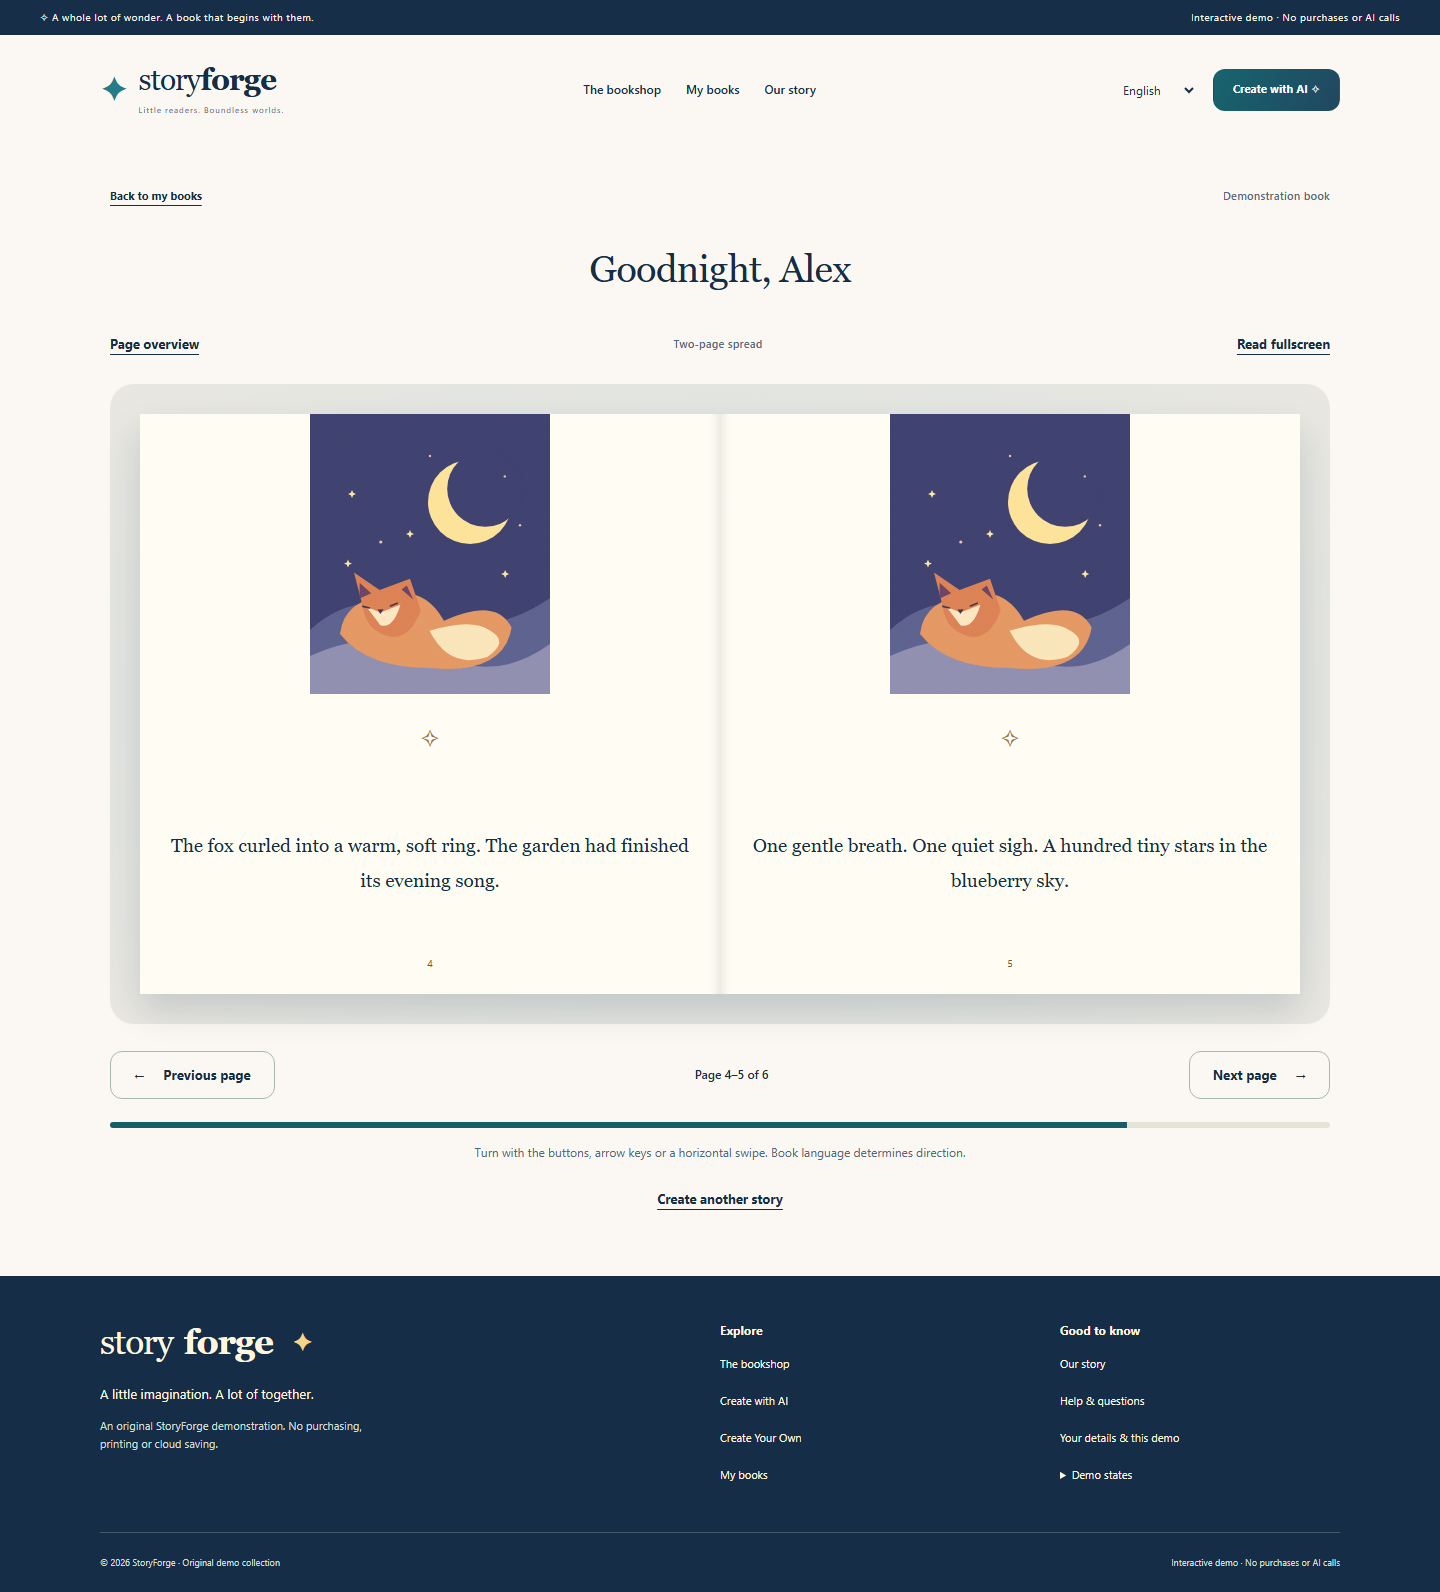 ✧ A whole lot of wonder. A book that begins with them.
Interactive demo · No purchases or AI calls
storyforge
Little readers. Boundless worlds.
The bookshop
My books
Our story
English
Create with AI ✧
Back to my books
Demonstration book
Goodnight, Alex
Page overview
Two-page spread
Read fullscreen
The fox curled into a warm, soft ring. The garden had finished
its evening song.
4
One gentle breath. One quiet sigh. A hundred tiny stars in the
blueberry sky.
5
← Previous page
Page 4–5 of 6
Next page →
Turn with the buttons, arrow keys or a horizontal swipe. Book language determines direction.
Create another story
story forge
A little imagination. A lot of together.
An original StoryForge demonstration. No purchasing,
printing or cloud saving.
Explore
The bookshop
Create with AI
Create Your Own
My books
Good to know
Our story
Help & questions
Your details & this demo
▶ Demo states
© 2026 StoryForge · Original demo collection
Interactive demo · No purchases or AI calls